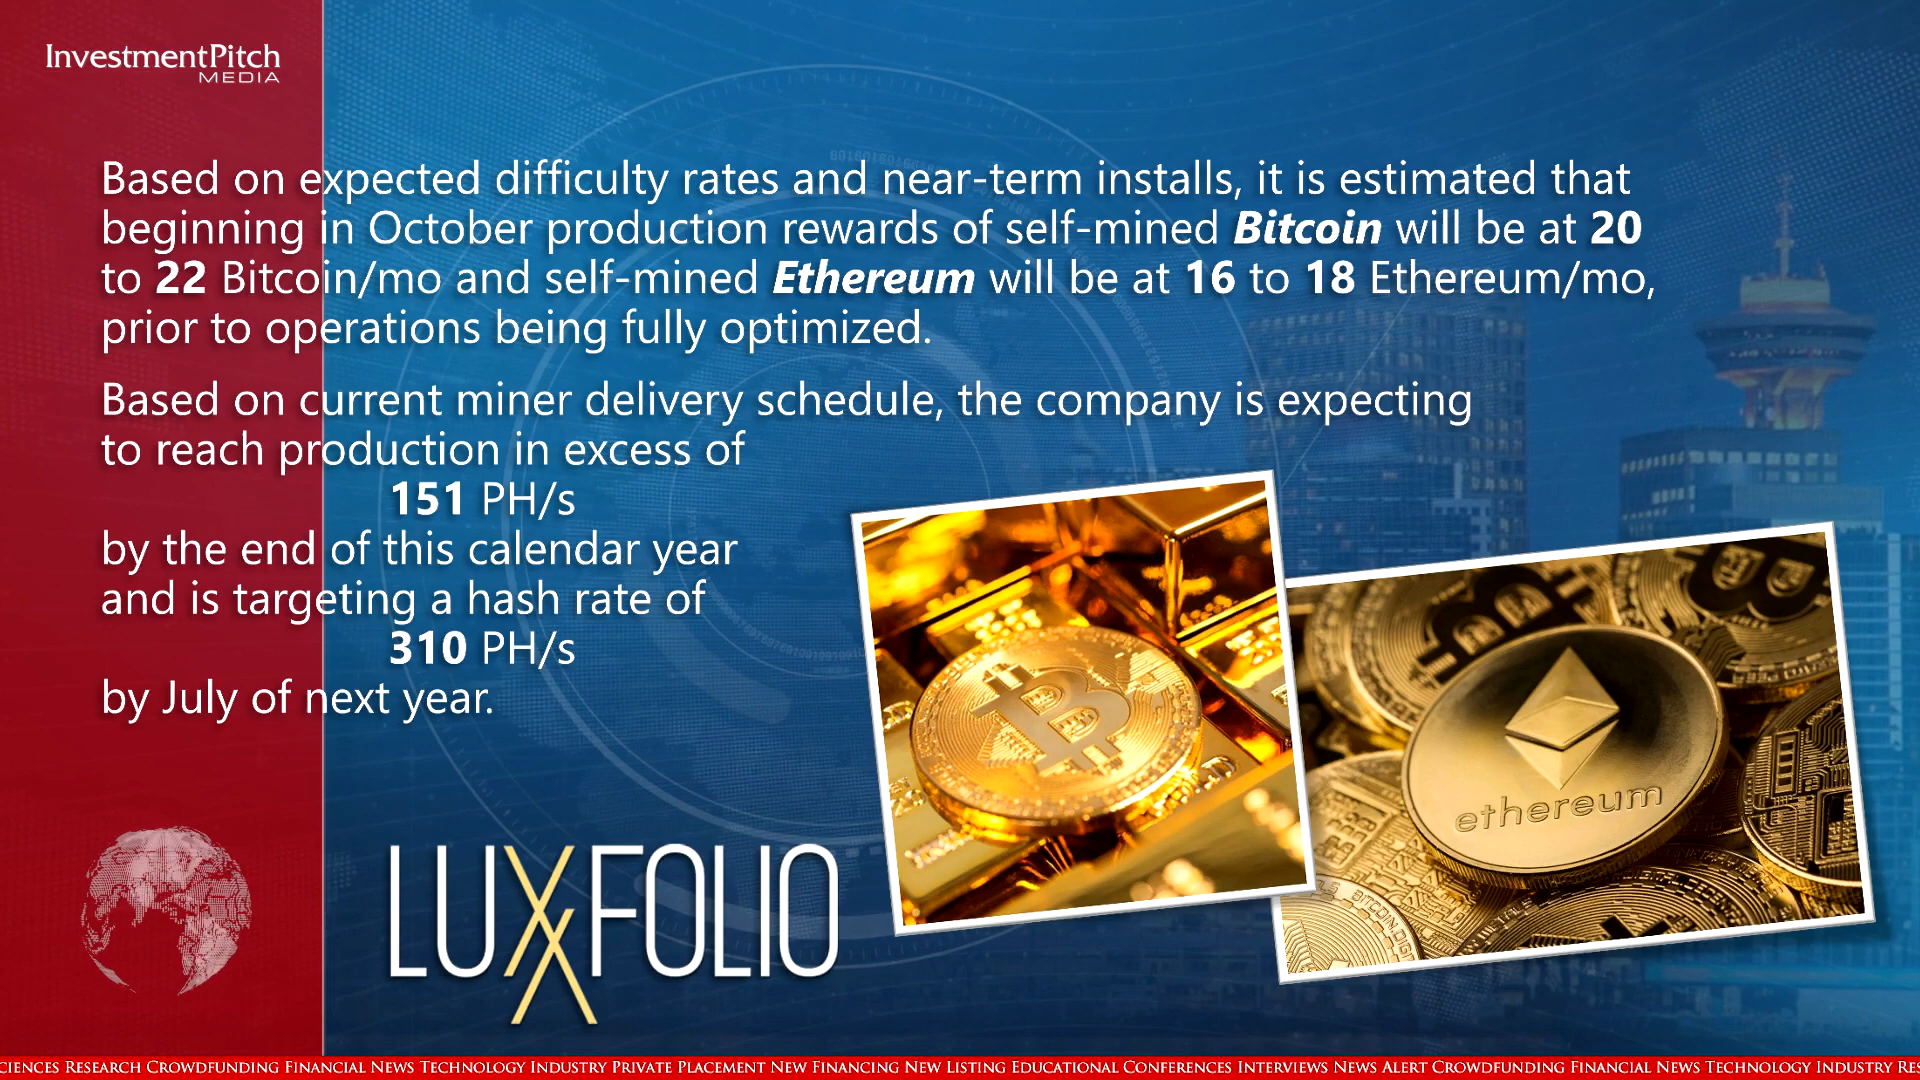 InvestmentPitch
MEDIA
Based on expected difficulty rates and near-term installs, it is estimated that
beginning in October production rewards of self-mined Bitcoin will be at 20
to 22 Bitcoin/mo and self-mined Ethereum will be at 16 to 18 Ethereum/mo,
prior to operations being fully optimized.
Based on current miner delivery schedule, the company is expecting
to reach production in excess of
151 PH/s
by the end of this calendar year
and is targeting a hash rate of
310 PH/s
by July of next year.
ethereum
LUXXFOLIO
CIENCES RESEARCH CROWDFUNDING FINANCIAL NEWS TECHNOLOGY INDUSTRY PRIVATE PLACEMENT NEW FINANCING NEW LISTING EDUCATIONAL CONFERENCES INTERVIEWS NEWS ALERT CROWDFUNDING FINANCIAL NEWS TECHNOLOGY INDUSTRY RES